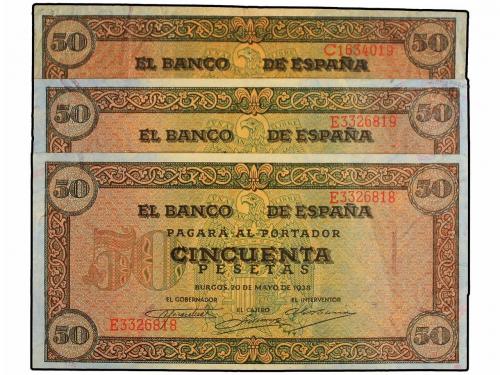 50 C1634019 50
EL BANCO DE ESPAÑA
50 E3326819 50
EL BANCO DE ESPAÑA
50 E3326818 50
EL BANCO DE ESPAÑA
PAGARÁ AL PORTADOR
50 CINCUENTA
PESETAS
BURGOS, 20 DE MAYO DE 1938
EL GOBERNADOR EL CAJERO EL INTERVENTOR
E3326818
50 50